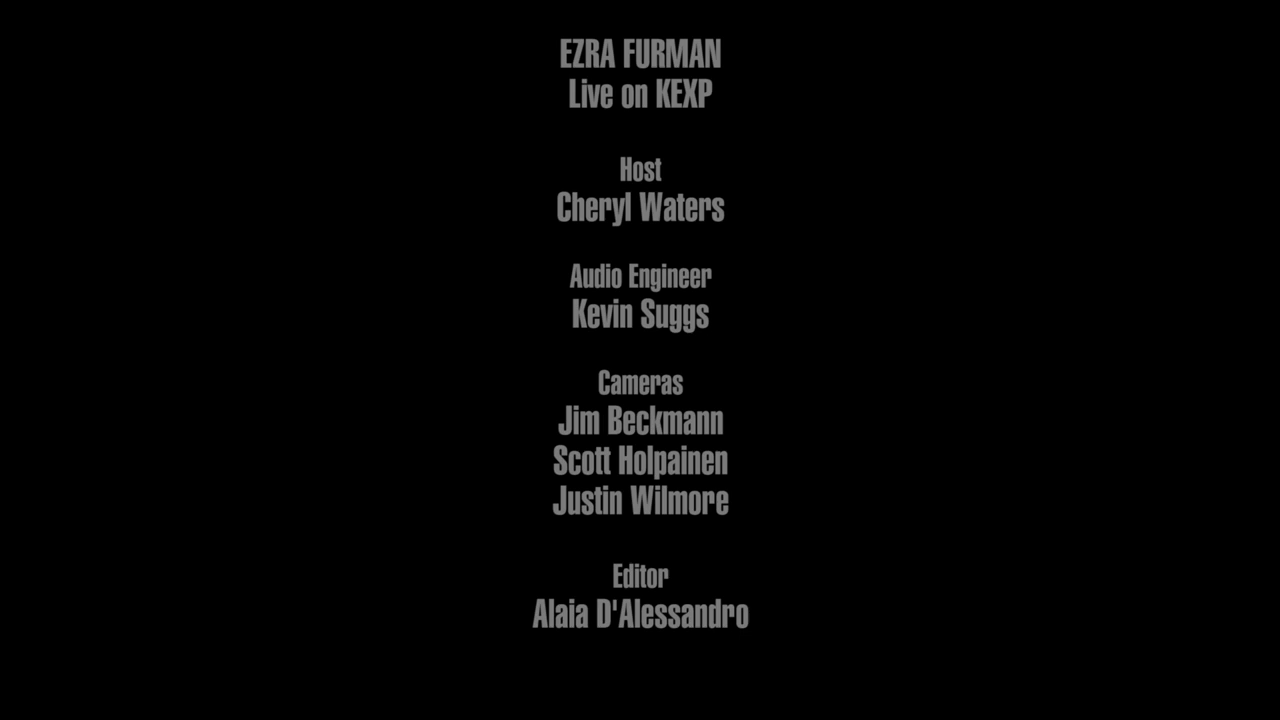 EZRA FURMAN
Live on KEXP
Host
Cheryl Waters
Audio Engineer
Kevin Suggs
Cameras
Jim Beckmann
Scott Holpainen
Justin Wilmore
Editor
Alaia D'Alessandro